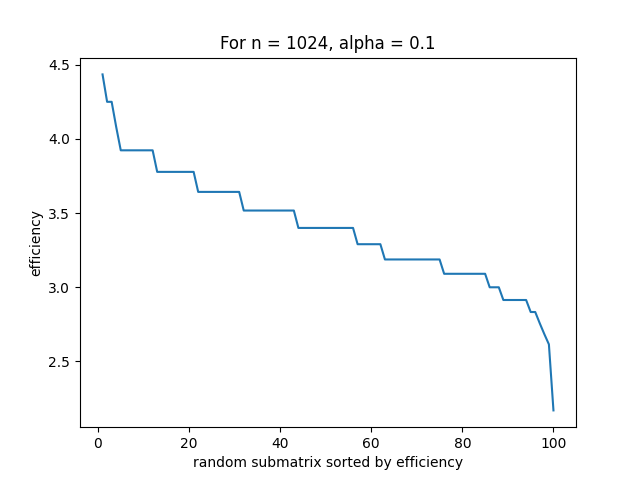 For n = 1024, alpha = 0.1
4.5
4.0
3.5
3.0
2.5
efficiency
0 20 40 60 80 100
random submatrix sorted by efficiency